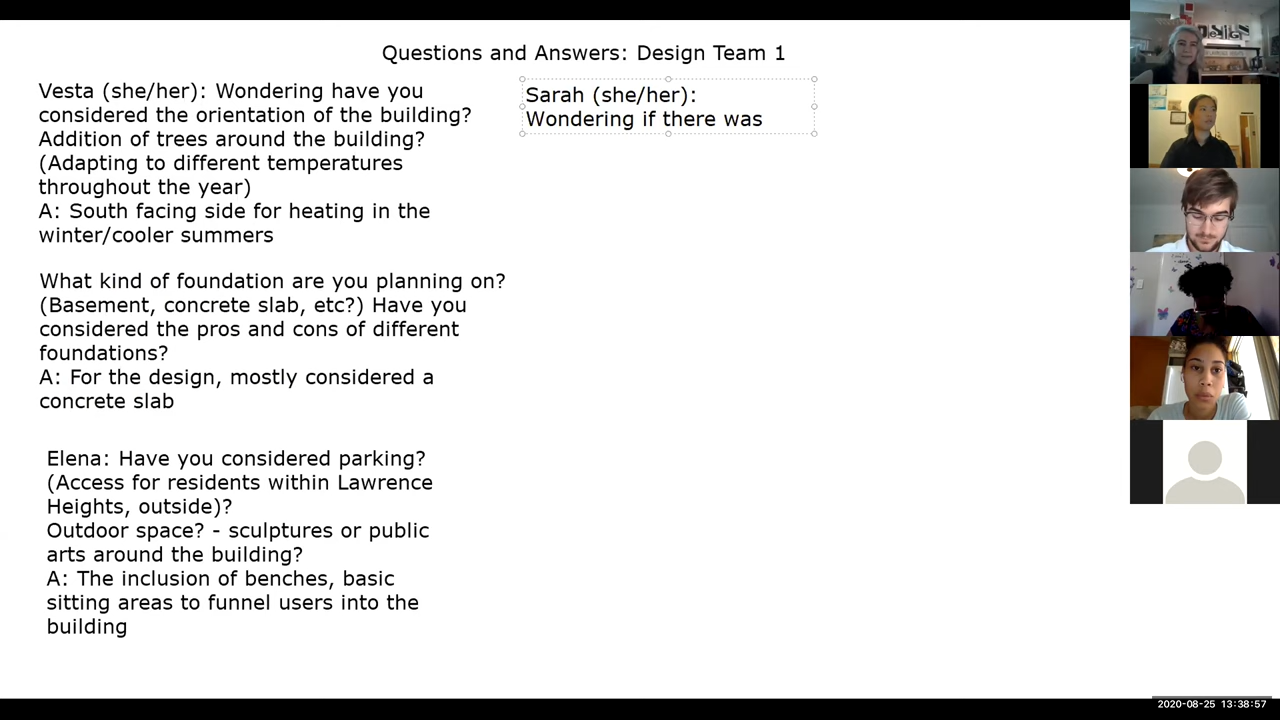 Questions and Answers: Design Team 1
Vesta (she/her): Wondering have you
considered the orientation of the building?
Addition of trees around the building?
(Adapting to different temperatures
throughout the year)
A: South facing side for heating in the
winter/cooler summers
What kind of foundation are you planning on?
(Basement, concrete slab, etc?) Have you
considered the pros and cons of different
foundations?
A: For the design, mostly considered a
concrete slab
Elena: Have you considered parking?
(Access for residents within Lawrence
Heights, outside)?
Outdoor space? - sculptures or public
arts around the building?
A: The inclusion of benches, basic
sitting areas to funnel users into the
building
Sarah (she/her):
Wondering if there was
2020-08-25 13:38:57